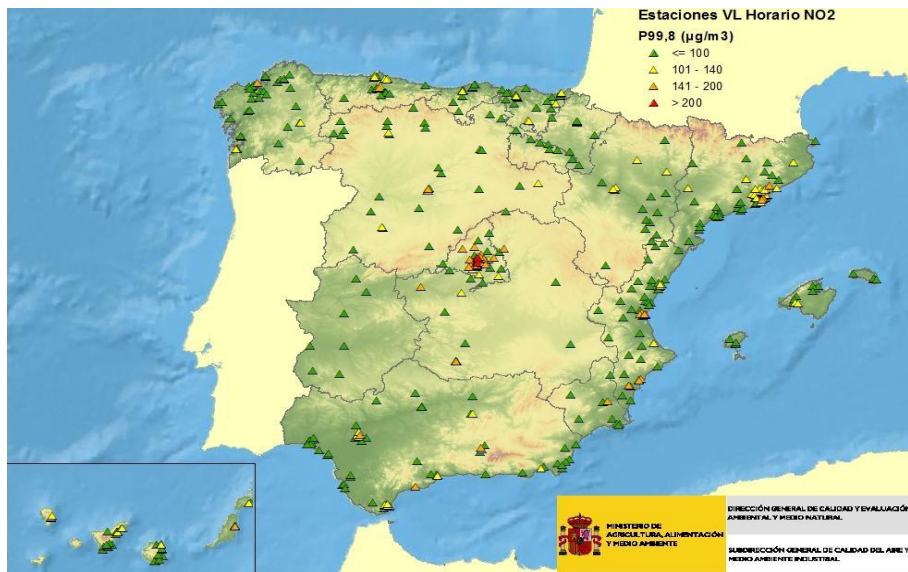 Estaciones VL Horario NO2
P99,8 (µg/m3)
<= 100
101 - 140
141 - 200
> 200
MINISTERIO DE
AGRICULTURA, ALIMENTACIÓN
Y MEDIO AMBIENTE
DIRECCIÓN GENERAL DE CALIDAD Y EVALUACIÓN
AMBIENTAL Y MEDIO NATURAL
SUBDIRECCIÓN GENERAL DE CALIDAD DEL AIRE Y
MEDIO AMBIENTE INDUSTRIAL